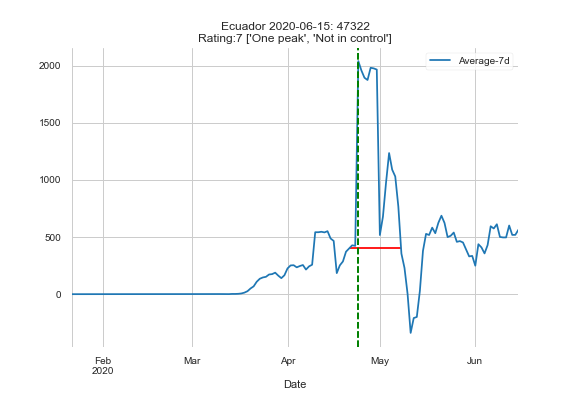 Ecuador 2020-06-15: 47322
Rating:7 ['One peak', 'Not in control']
Average-7d
2000
1500
1000
500
0
Feb
2020
Mar
Apr
May
Jun
Date